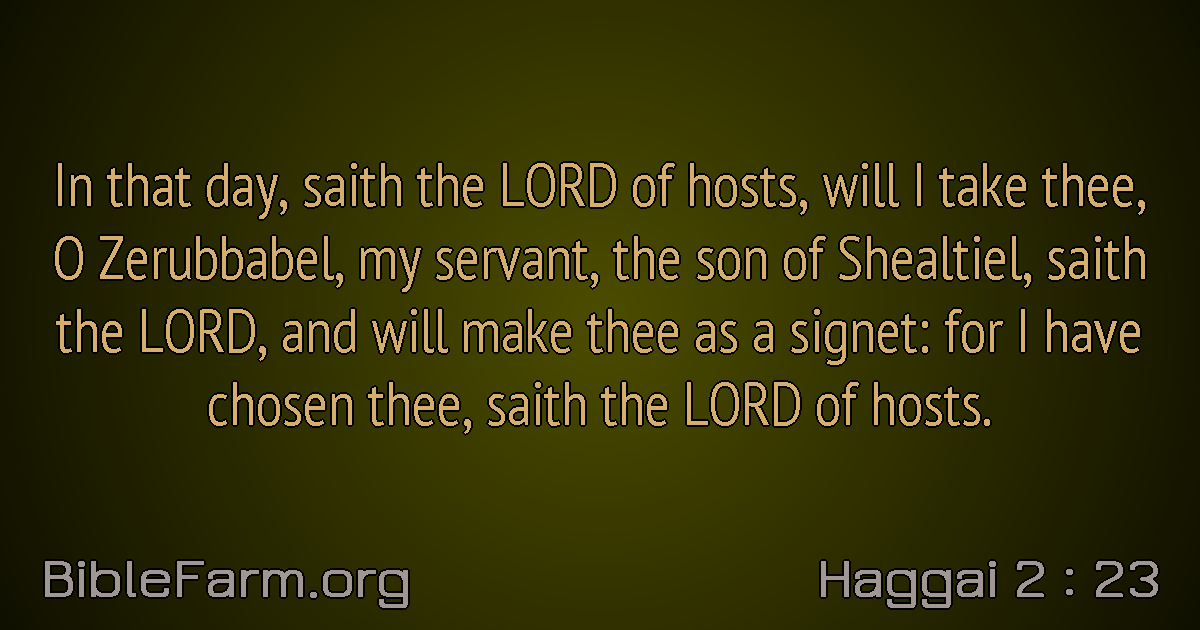 In that day, saith the LORD of hosts, will I take thee,
O Zerubbabel, my servant, the son of Shealtiel, saith
the LORD, and will make thee as a signet: for I have
chosen thee, saith the LORD of hosts.
BibleFarm.org
Haggai 2 : 23